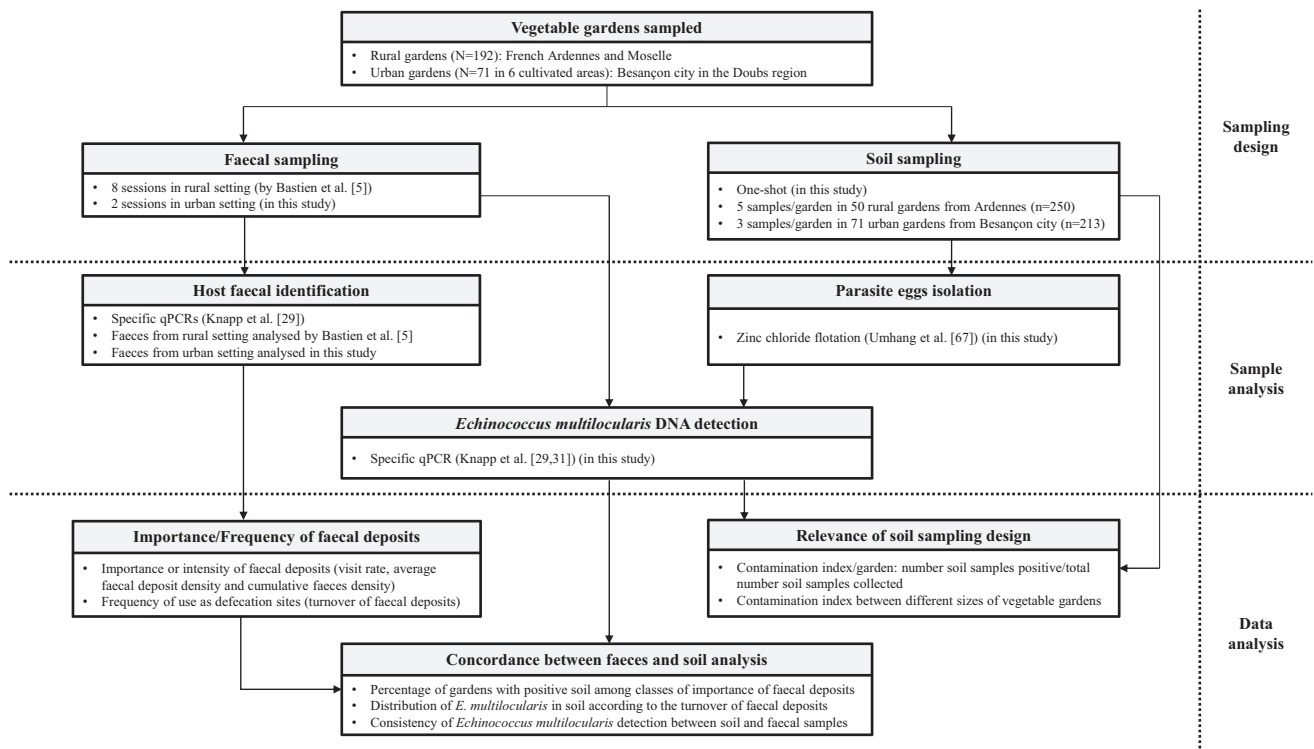 Vegetable gardens sampled
• Rural gardens (N=192): French Ardennes and Moselle
• Urban gardens (N=71 in 6 cultivated areas): Besançon city in the Doubs region
Sampling
design
Faecal sampling
• 8 sessions in rural setting (by Bastien et al. [5])
• 2 sessions in urban setting (in this study)
Soil sampling
• One-shot (in this study)
• 5 samples/garden in 50 rural gardens from Ardennes (n=250)
• 3 samples/garden in 71 urban gardens from Besançon city (n=213)
Host faecal identification
• Specific qPCRs (Knapp et al. [29])
• Faeces from rural setting analysed by Bastien et al. [5]
• Faeces from urban setting analysed in this study
Parasite eggs isolation
• Zinc chloride flotation (Umhang et al. [67]) (in this study)
Sample
analysis
Echinococcus multilocularis DNA detection
• Specific qPCR (Knapp et al. [29,31]) (in this study)
Importance/Frequency of faecal deposits
• Importance or intensity of faecal deposits (visit rate, average
faecal deposit density and cumulative faeces density)
• Frequency of use as defecation sites (turnover of faecal deposits)
Relevance of soil sampling design
• Contamination index/garden: number soil samples positive/total
number soil samples collected
• Contamination index between different sizes of vegetable gardens
Data
analysis
Concordance between faeces and soil analysis
• Percentage of gardens with positive soil among classes of importance of faecal deposits
• Distribution of E. multilocularis in soil according to the turnover of faecal deposits
• Consistency of Echinococcus multilocularis detection between soil and faecal samples